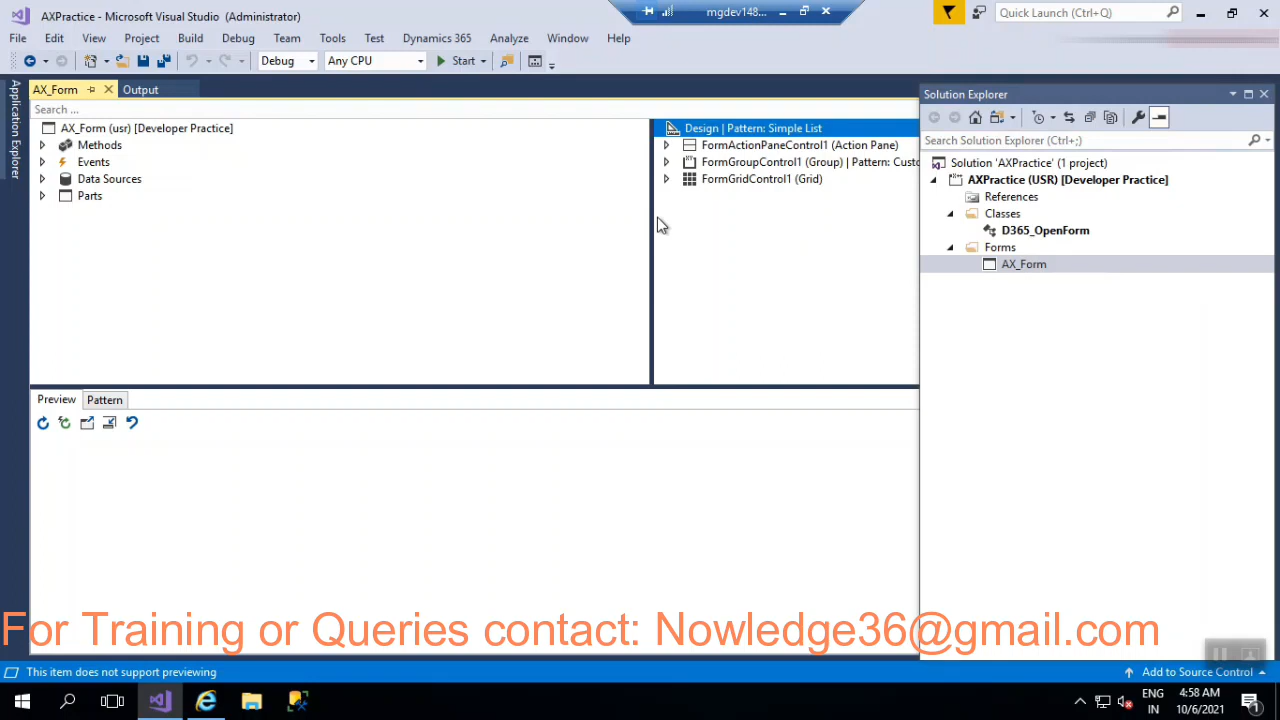 AXPractice - Microsoft Visual Studio (Administrator)
mgdev148...
Quick Launch (Ctrl+Q)
File Edit View Project Build Debug Team Tools Test Dynamics 365 Analyze Window Help
Debug Any CPU Start
Application Explorer
AX_Form Output
Search ...
AX_Form (usr) [Developer Practice]
Methods
Events
Data Sources
Parts
Design | Pattern: Simple List
FormActionPaneControl1 (Action Pane)
FormGroupControl1 (Group) | Pattern: Custo
FormGridControl1 (Grid)
Solution Explorer
Search Solution Explorer (Ctrl+;)
Solution 'AXPractice' (1 project)
AXPractice (USR) [Developer Practice]
References
Classes
D365_OpenForm
Forms
AX_Form
Preview Pattern
For Training or Queries contact: Nowledge36@gmail.com
This item does not support previewing
Add to Source Control
ENG
IN
4:58 AM
10/6/2021
1